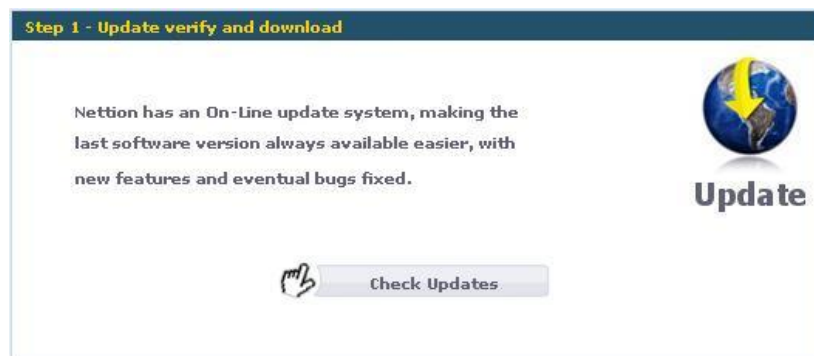 Step 1 - Update verify and download
Nettion has an On-Line update system, making the
last software version always available easier, with
new features and eventual bugs fixed.
Update
Check Updates